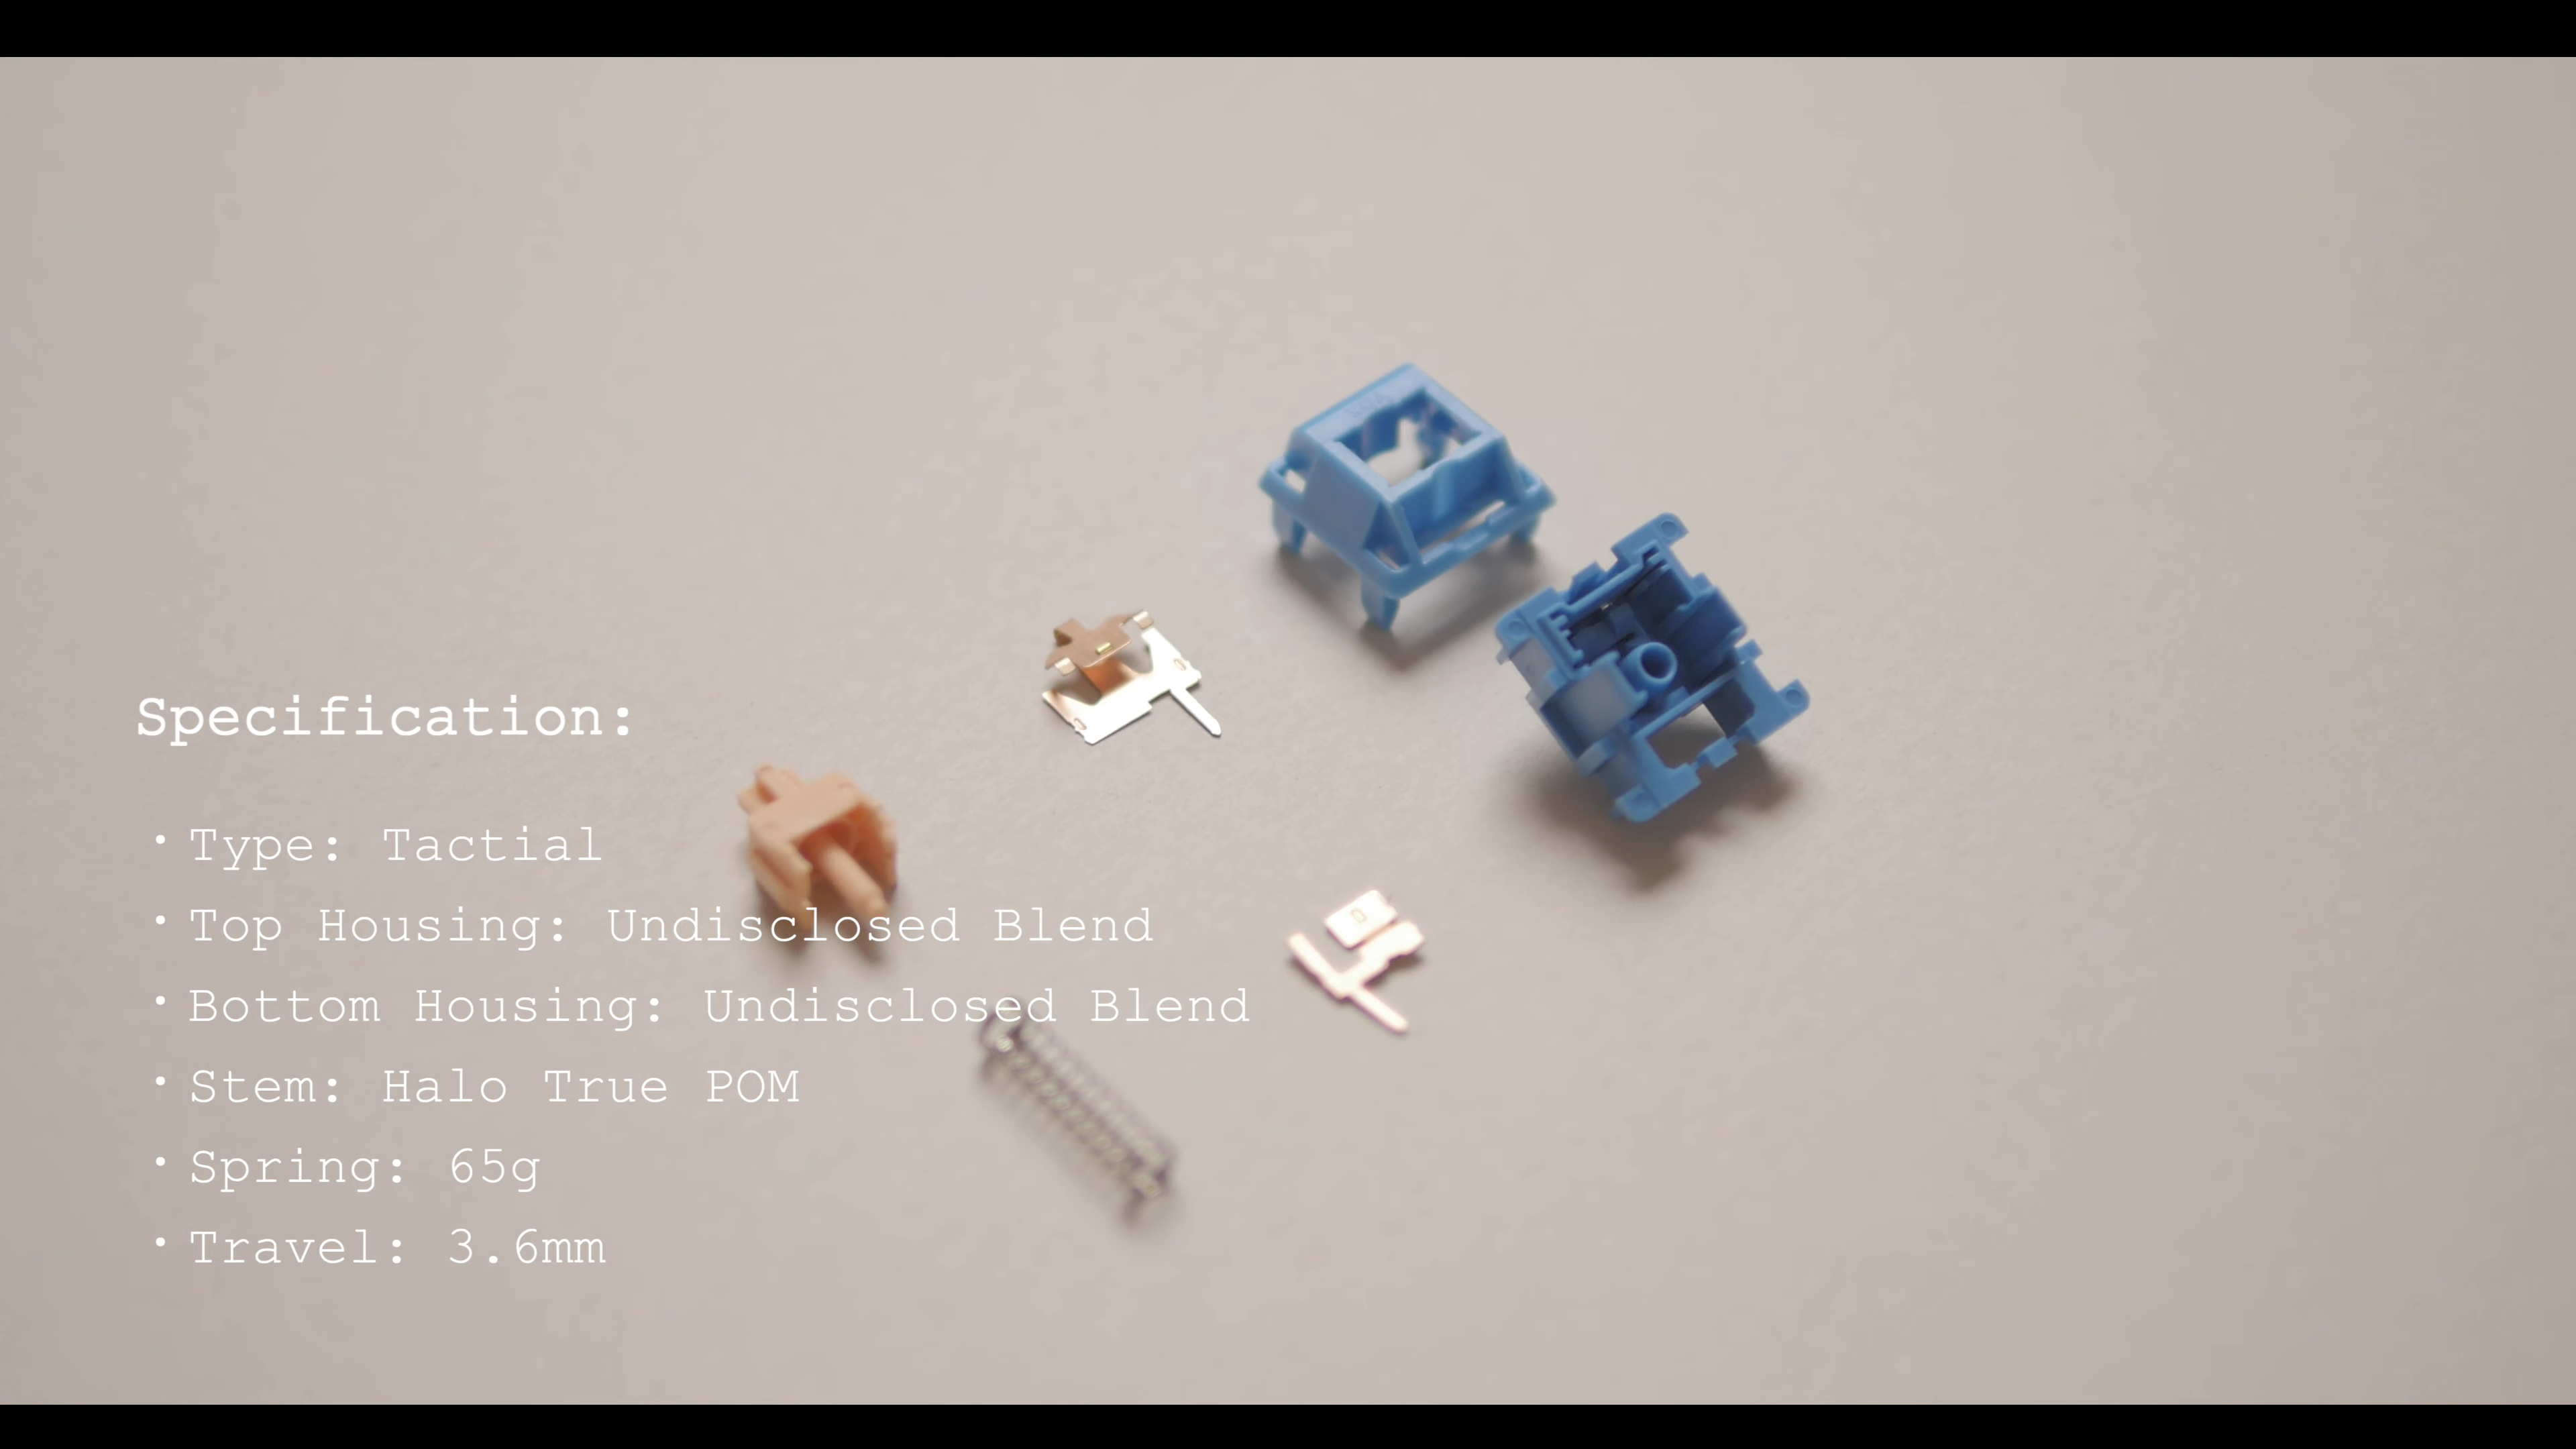 Specification:
· Type: Tactial
· Top Housing: Undisclosed Blend
· Bottom Housing: Undisclosed Blend
· Stem: Halo True POM
· Spring: 65g
· Travel: 3.6mm